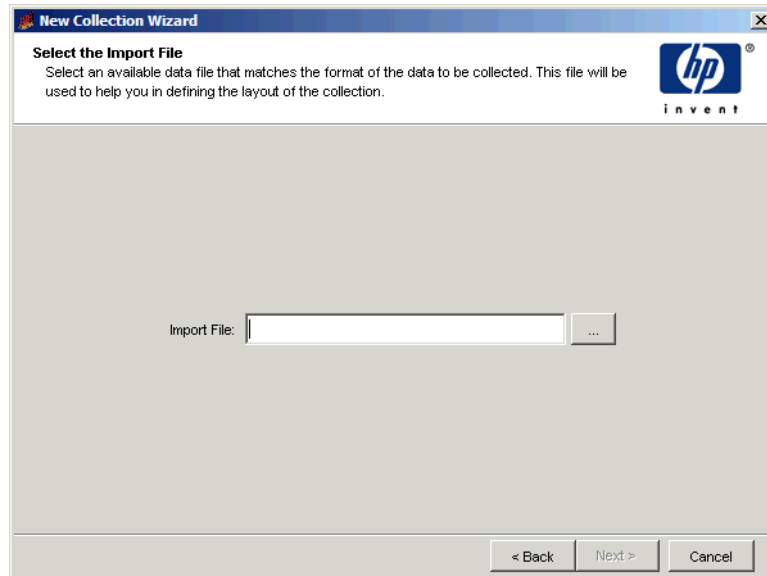 New Collection Wizard
Select the Import File
Select an available data file that matches the format of the data to be collected. This file will be
used to help you in defining the layout of the collection.
hp ®
invent
Import File:
...
< Back
Next >
Cancel